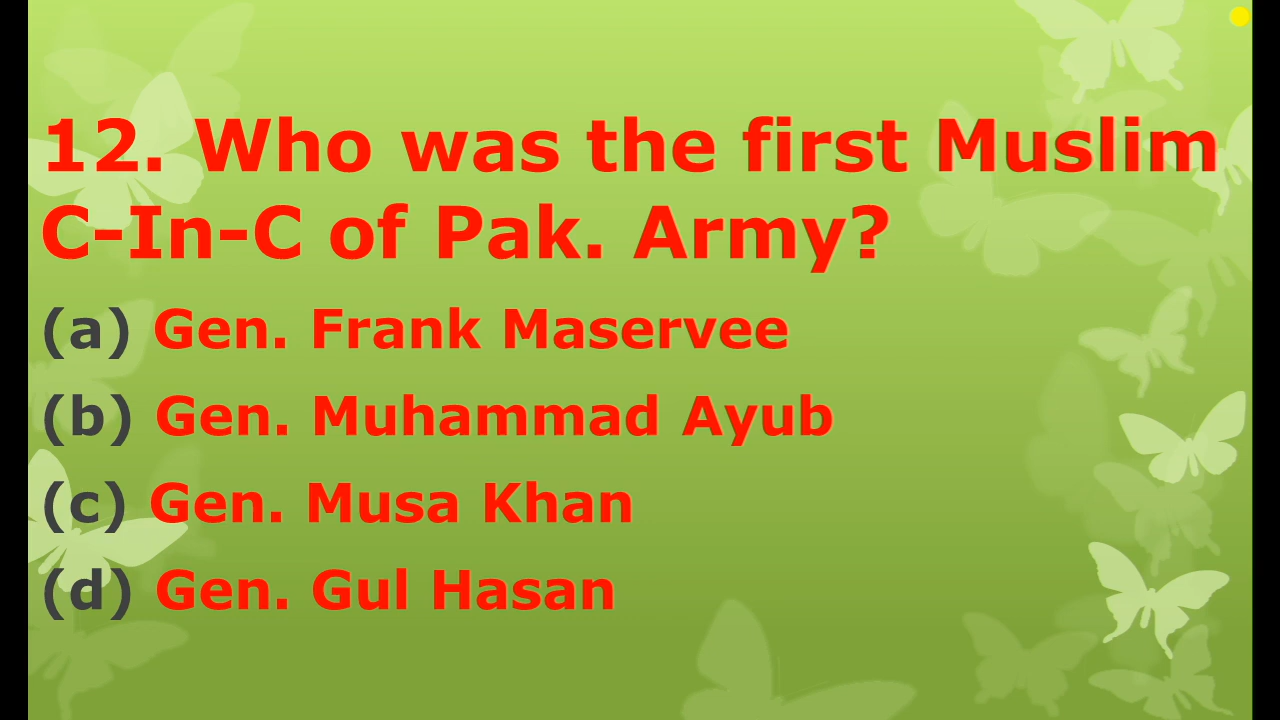 12. Who was the first Muslim
C-In-C of Pak. Army?
(a) Gen. Frank Maservee
(b) Gen. Muhammad Ayub
(c) Gen. Musa Khan
(d) Gen. Gul Hasan